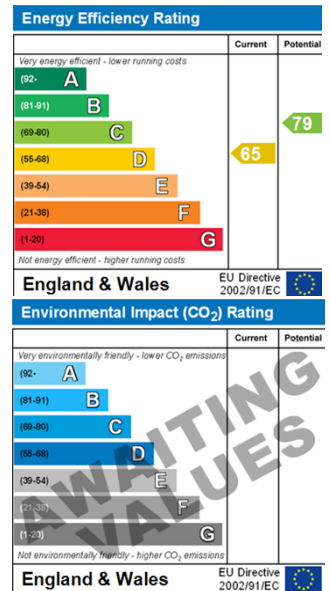 Energy Efficiency Rating
Current Potential
Very energy efficient - lower running costs
(92- A
(81-91) B
(69-80) C
79
(55-68) D
65
(39-54) E
(21-38) F
(1-20) G
Not energy efficient - higher running costs
England & Wales
EU Directive
2002/91/EC
Environmental Impact (CO₂) Rating
Current Potential
Very environmentally friendly - lower CO₂ emissions
(92- A
(81-91) B
(69-80) C
(55-68) D
(39-54) E
(21-38) F
(1-20) G
AWAITING
VALUES
Not environmentally friendly - higher CO₂ emissions
England & Wales
EU Directive
2002/91/EC